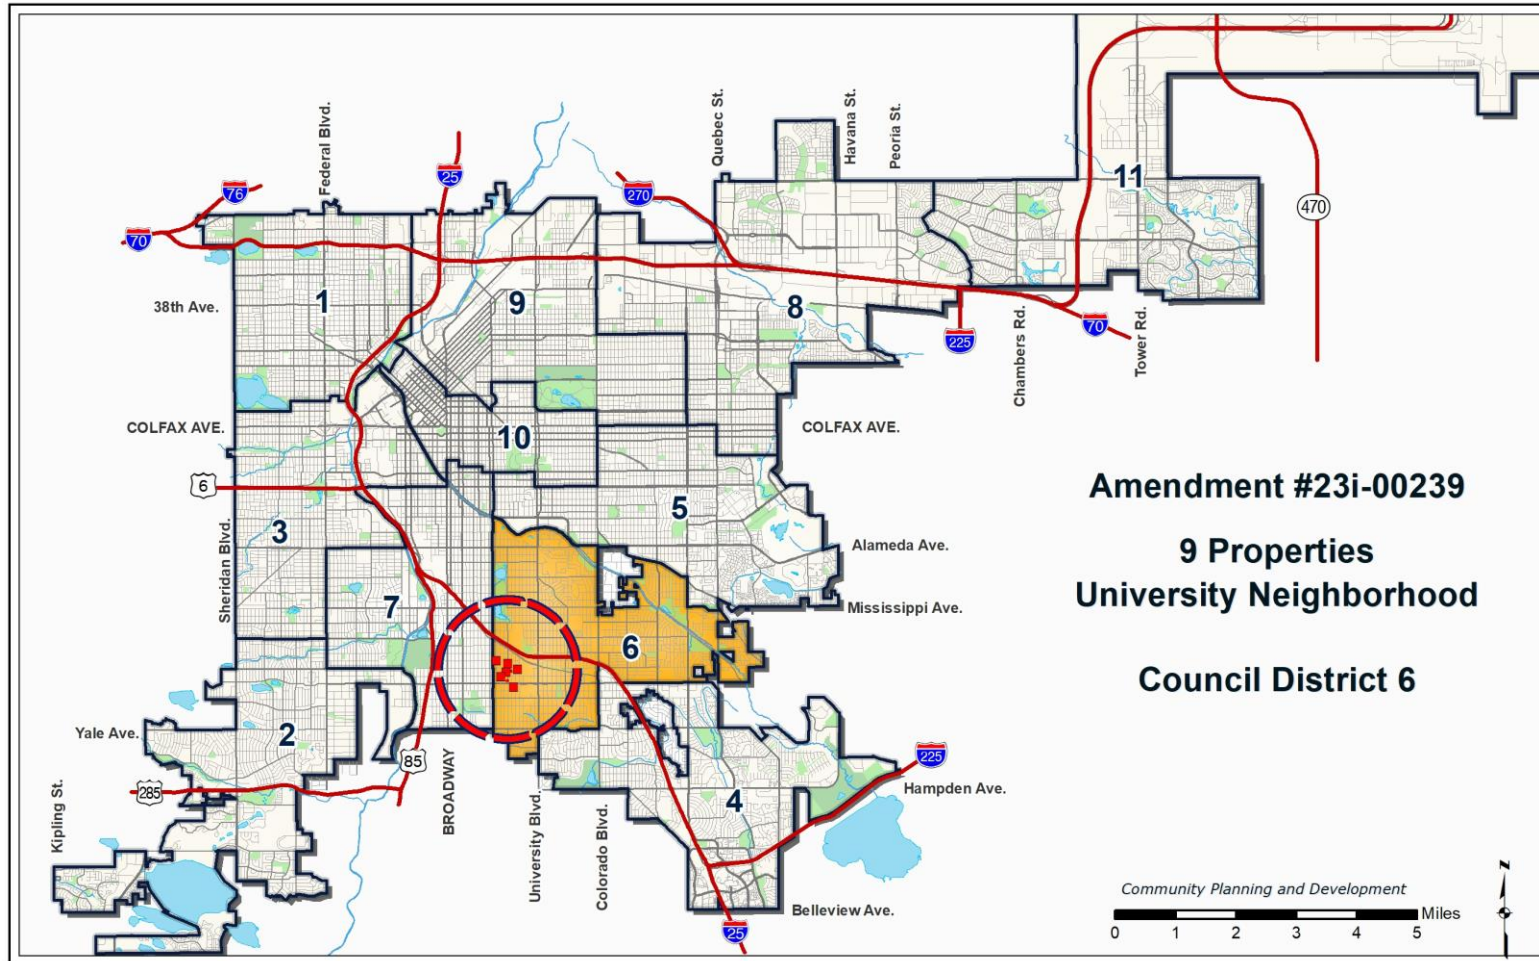 Federal Blvd.
Quebec St.
Havana St.
Peoria St.
11
76
25
270
470
70
38th Ave.
1
9
8
225
70
Chambers Rd.
Tower Rd.
COLFAX AVE.
10
COLFAX AVE.
6
Amendment #23i-00239
3
5
Sheridan Blvd.
Alameda Ave.
9 Properties
University Neighborhood
7
Mississippi Ave.
6
Council District 6
Yale Ave.
2
85
225
285
BROADWAY
University Blvd.
Colorado Blvd.
4
Hampden Ave.
Kipling St.
Community Planning and Development
Belleview Ave.
25
Miles
0 1 2 3 4 5
z